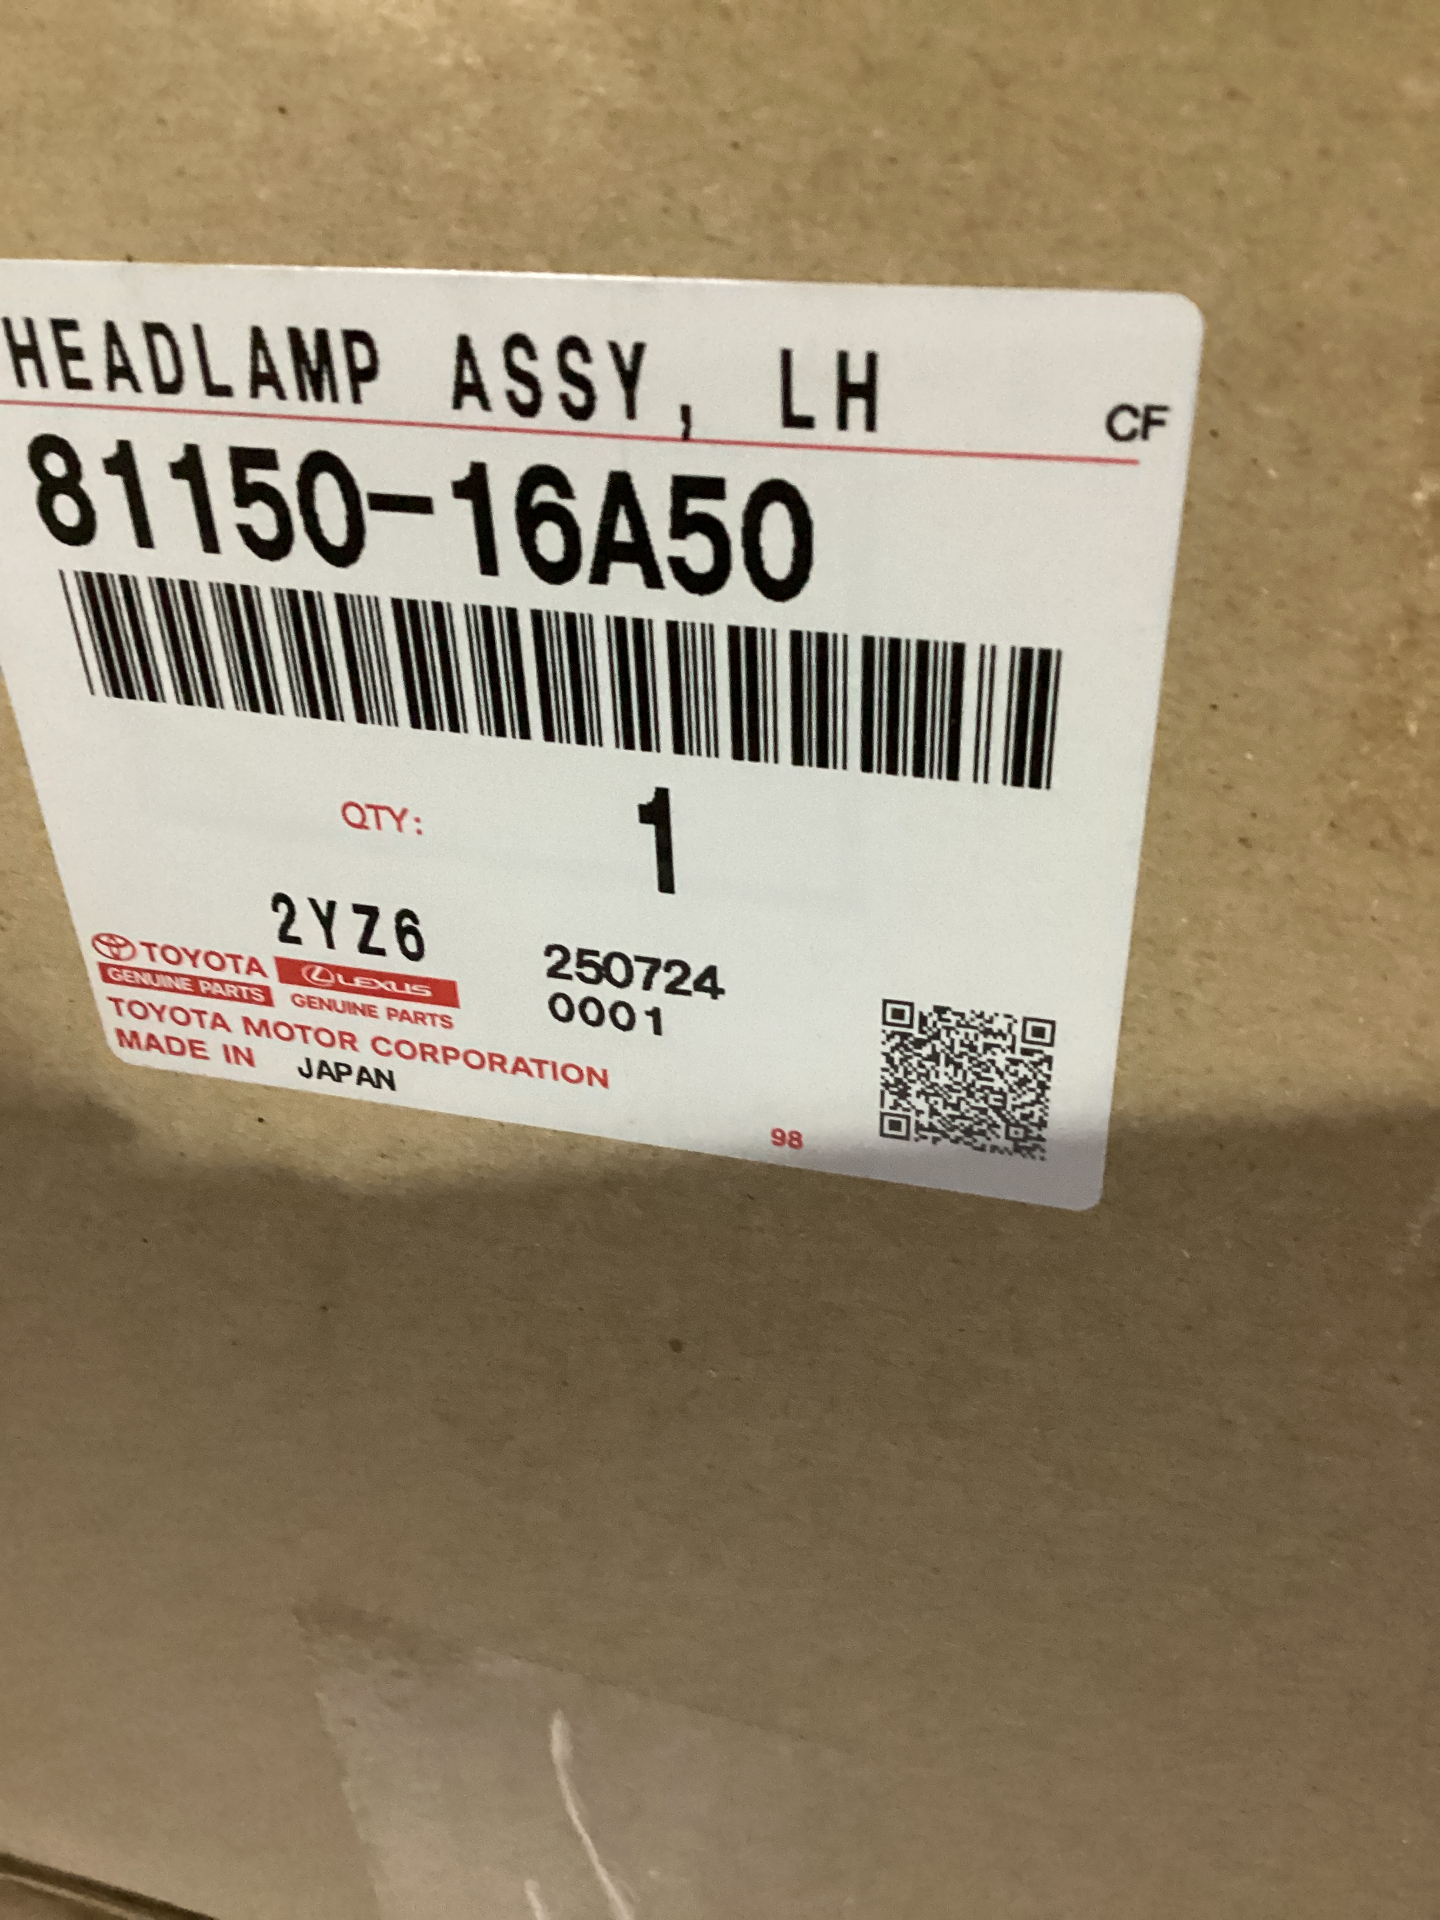 HEADLAMP ASSY, LH
CF
81150-16A50
QTY: 1
2YZ6
TOYOTA
GENUINE PARTS
LEXUS
GENUINE PARTS
250724
0001
TOYOTA MOTOR CORPORATION
MADE IN JAPAN
98